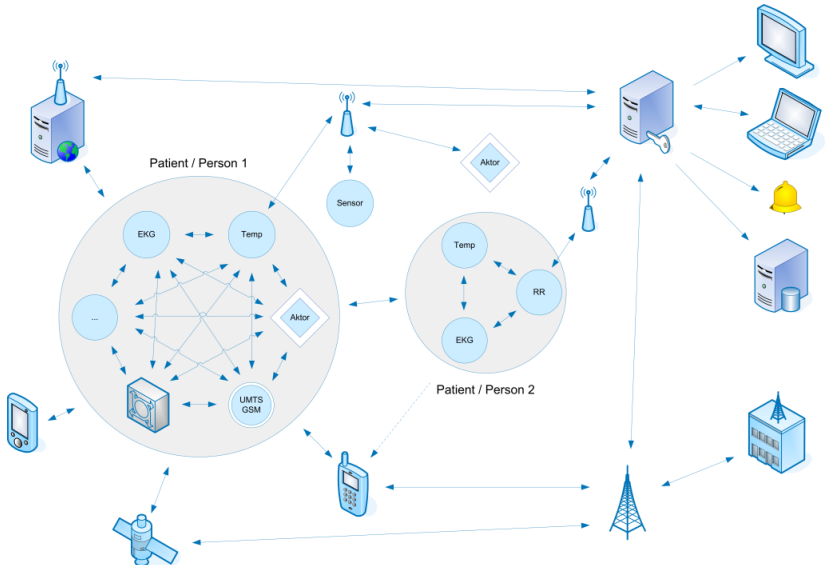 Patient / Person 1
Aktor
Sensor
EKG
Temp
Temp
RR
...
Aktor
EKG
UMTS
GSM
Patient / Person 2